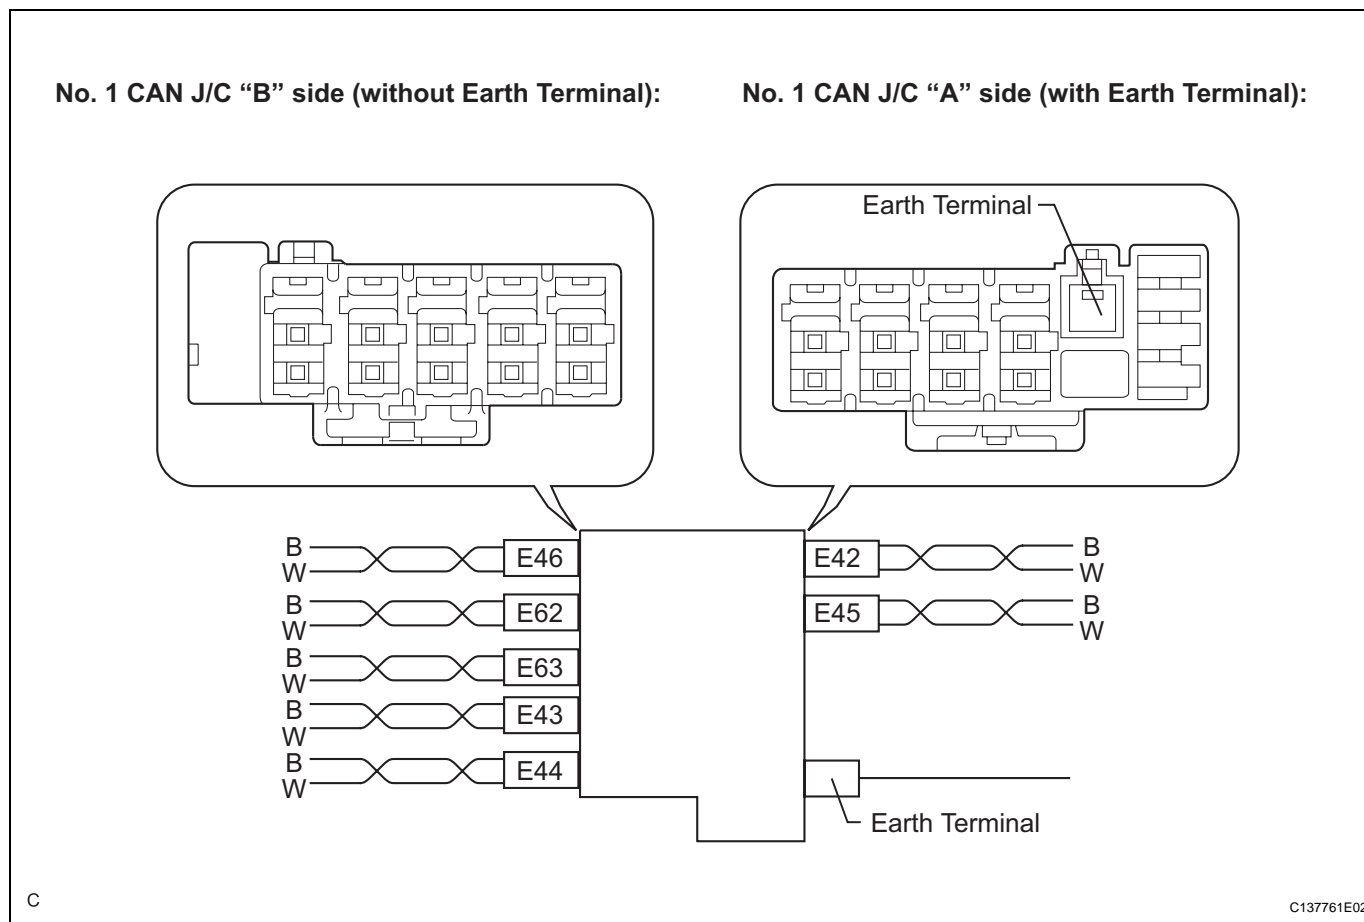 No. 1 CAN J/C “B” side (without Earth Terminal):
No. 1 CAN J/C “A” side (with Earth Terminal):
Earth Terminal
B
W
E46
B
W
E62
B
W
E63
B
W
E43
B
W
E44
E42
B
W
E45
B
W
Earth Terminal
C
C137761E02